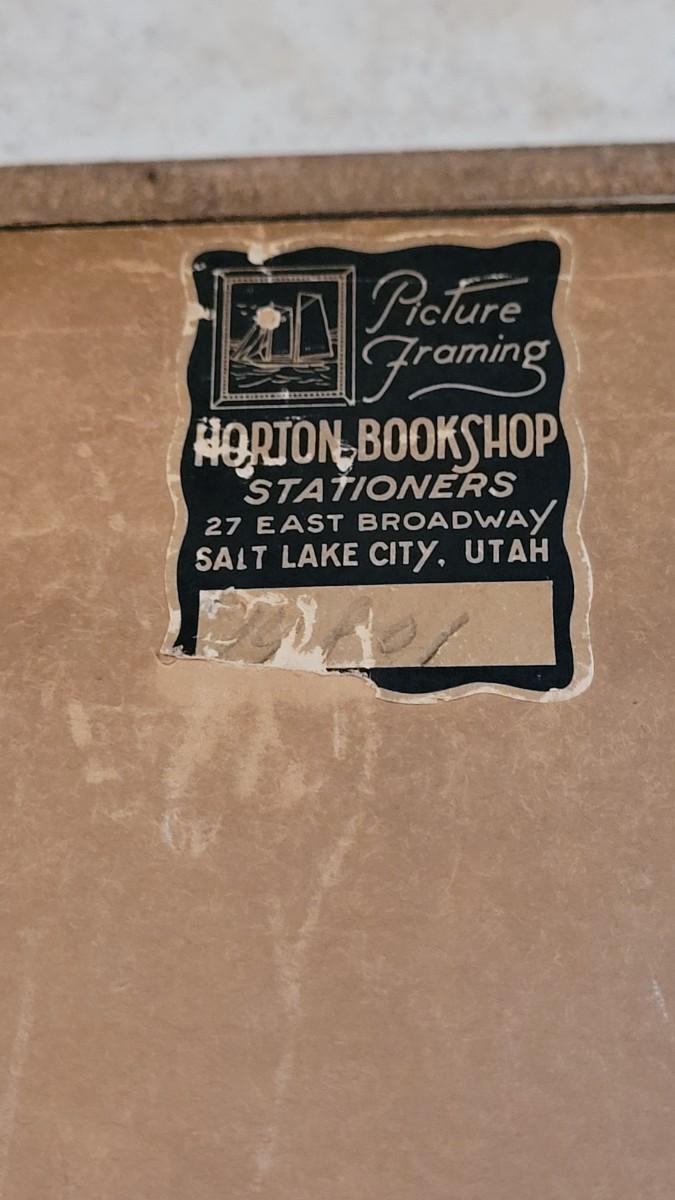 Picture
Framing
HORTON BOOKSHOP
STATIONERS
27 EAST BROADWAY
SALT LAKE CITY, UTAH